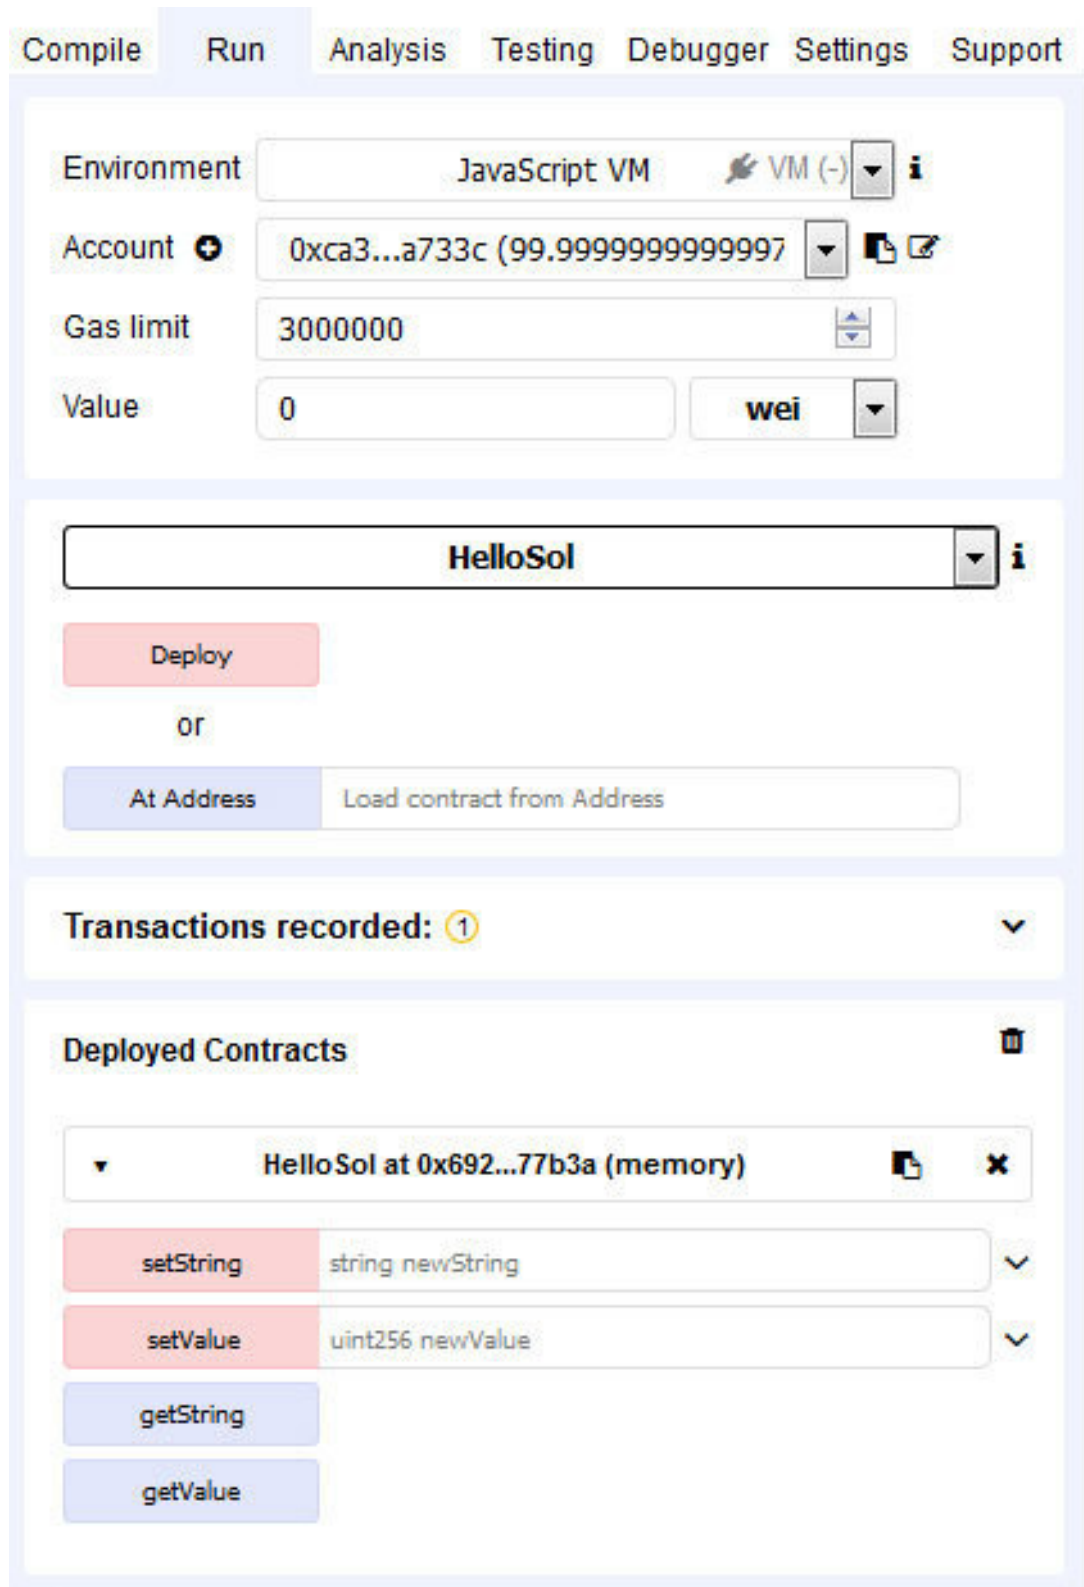 Compile Run Analysis Testing Debugger Settings Support
Environment JavaScript VM VM (-) i
Account 0xca3...a733c (99.9999999999997
Gas limit 3000000
Value 0 wei
HelloSol i
Deploy
or
At Address Load contract from Address
Transactions recorded: 1
Deployed Contracts
HelloSol at 0x692...77b3a (memory)
setString string newString
setValue uint256 newValue
getString
getValue